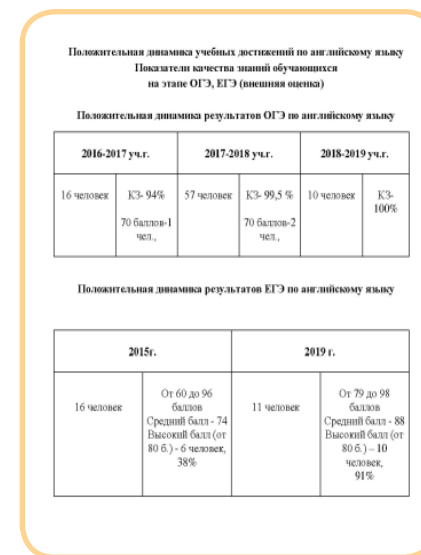 Положительная динамика учебных достижений по английскому языку
Показатели качества знаний обучающихся
на этапе ОГЭ, ЕГЭ (внешняя оценка)
Положительная динамика результатов ОГЭ по английскому языку
2016-2017 уч.г.
2017-2018 уч.г.
2018-2019 уч.г.
16 человек
КЗ- 94%
70 баллов-1
чел.,
57 человек
КЗ- 99,5 %
70 баллов-2
чел.,
10 человек
КЗ-
100%
Положительная динамика результатов ЕГЭ по английскому языку
2015г.
2019 г.
16 человек
От 60 до 96
баллов
Средний балл - 74
Высокий балл (от
80 б.) - 6 человек,
38%
11 человек
От 79 до 98
баллов
Средний балл - 88
Высокий балл (от
80 б.) – 10
человек,
91%